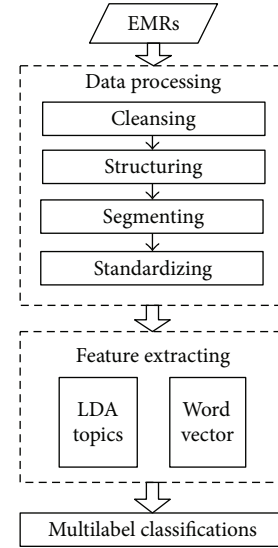 EMRs
Data processing
Cleansing
Structuring
Segmenting
Standardizing
Feature extracting
LDA
topics
Word
vector
Multilabel classifications